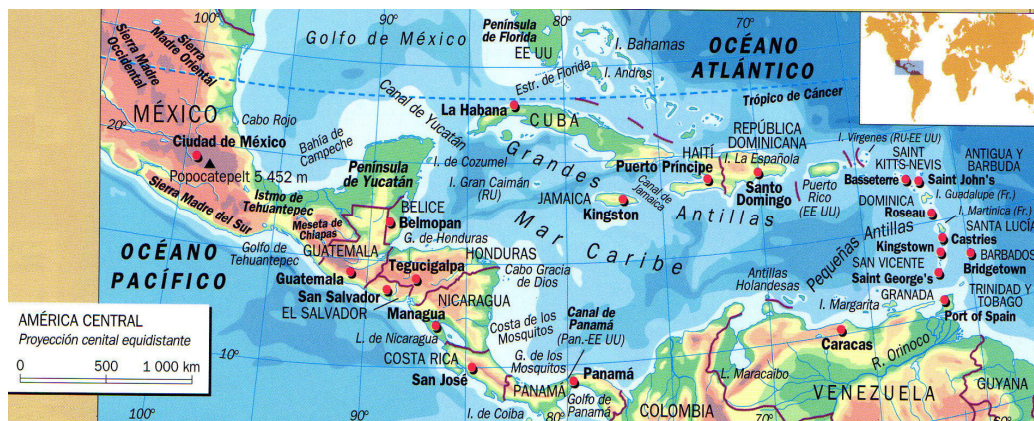 100°
90°
80°
70°
Golfo de México
Península
de Florida
EE UU
I. Bahamas
OCÉANO
ATLÁNTICO
Sierra Madre
Occidental
Sierra
Madre Oriental
Estr. de Florida
I. Andros
Trópico de Cáncer
MÉXICO
La Habana
CUBA
Canal de Yucatán
20°
Cabo Rojo
Ciudad de México
Bahía de
Campeche
Popocatepelt 5 452 m
Península
de Yucatán
I. de Cozumel
I. Gran Caimán
(RU)
Grandes
Antillas
HAITÍ
REPÚBLICA
DOMINICANA
I. La Española
Puerto Príncipe
Santo
Domingo
Puerto
Rico
(EE UU)
I. Vírgenes (RU-EE UU)
SAINT
KITTS-NEVIS
Basseterre
ANTIGUA Y
BARBUDA
Saint John's
I. Guadalupe (Fr.)
DOMINICA
Roseau
I. Martinica (Fr.)
SANTA LUCÍA
Castries
Kingstown
BARBADOS
Bridgetown
SAN VICENTE
Saint George's
GRANADA
TRINIDAD Y
TOBAGO
Port of Spain
Pequeñas Antillas
JAMAICA
Kingston
Canal de
Jamaica
Mar Caribe
Istmo de
Tehuantepec
Sierra Madre del Sur
Meseta de
Chiapas
BELICE
Belmopan
G. de Honduras
Golfo de
Tehuantepec
GUATEMALA
Guatemala
HONDURAS
Tegucigalpa
Cabo Gracia
de Dios
San Salvador
EL SALVADOR
NICARAGUA
Managua
L. de Nicaragua
Costa de los
Mosquitos
OCÉANO
PACÍFICO
COSTA RICA
San José
G. de los
Mosquitos
Canal de
Panamá
(Pan.-EE UU)
PANAMÁ
Panamá
Golfo de
Panamá
I. de Coiba
COLOMBIA
Antillas
Holandesas
I. Margarita
L. Maracaibo
Caracas
R. Orinoco
VENEZUELA
GUYANA
AMÉRICA CENTRAL
Proyección cenital equidistante
0 500 1 000 km
10°
100°
90°
80°
70°
60°